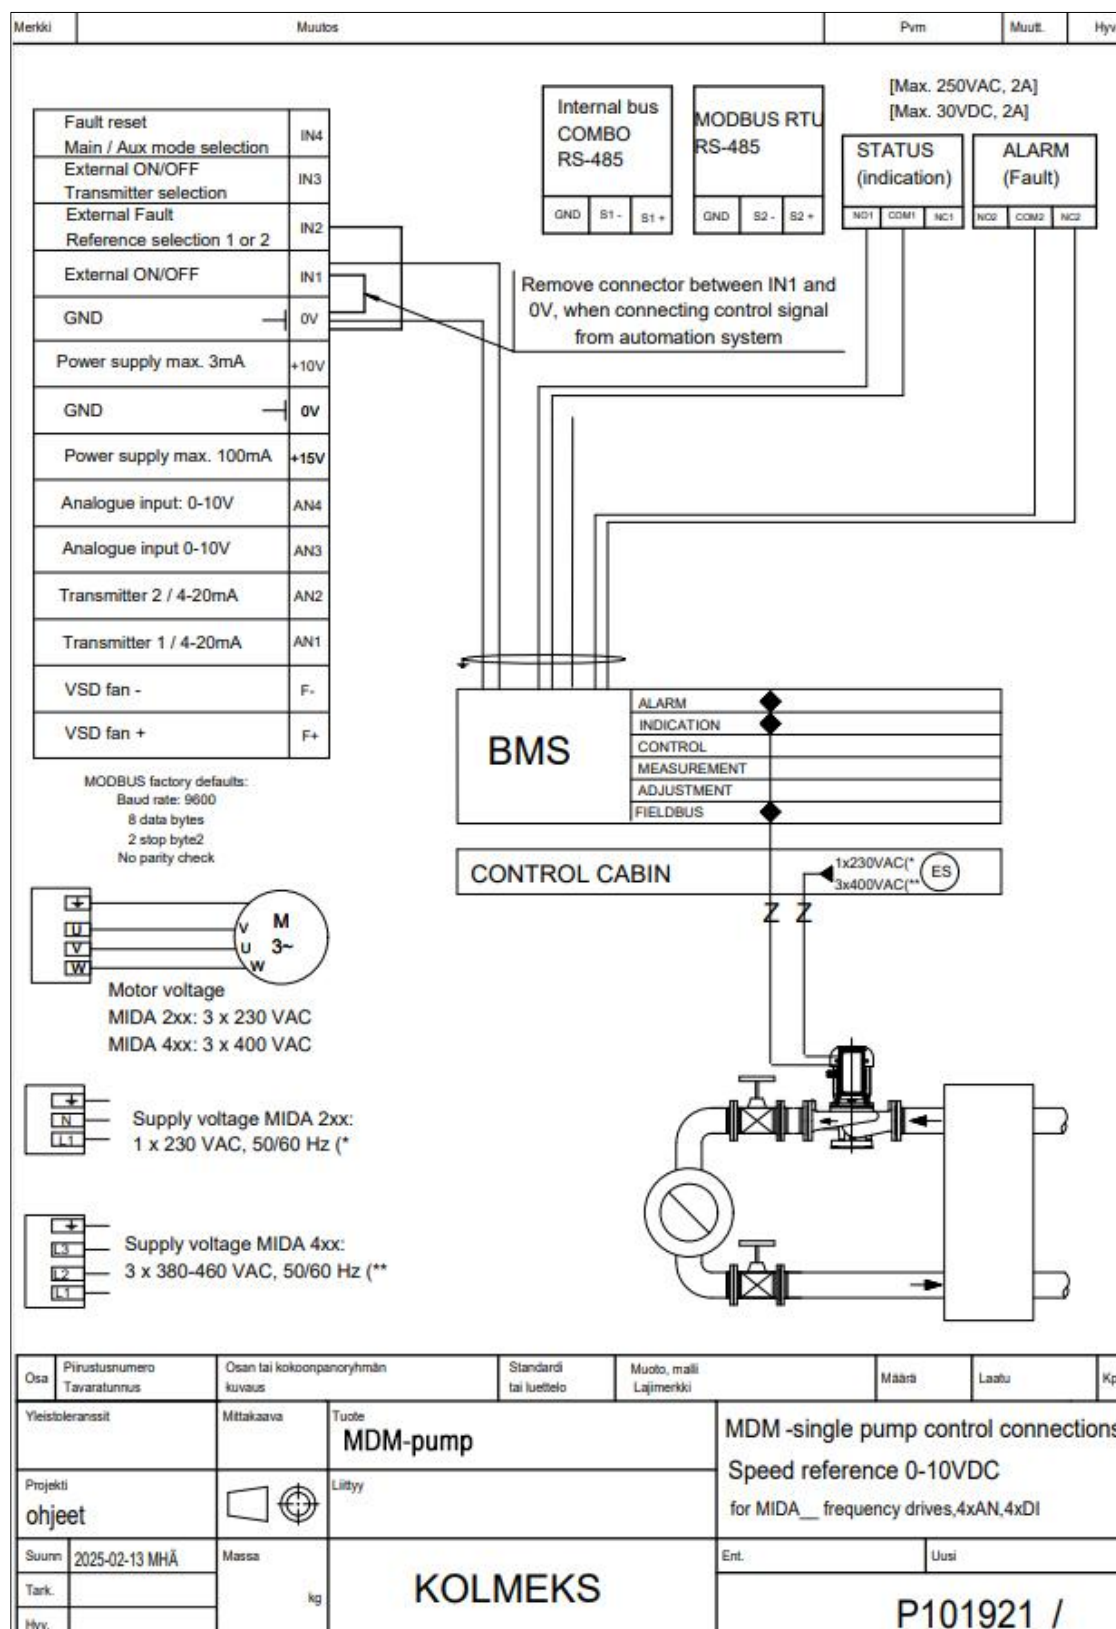 Merkki Muutos Pvm Muutt. Hyv
[Max. 250VAC, 2A]
[Max. 30VDC, 2A]
Fault reset
Main / Aux mode selection IN4
External ON/OFF
Transmitter selection IN3
External Fault
Reference selection 1 or 2 IN2
External ON/OFF IN1
GND 0V
Power supply max. 3mA +10V
GND 0V
Power supply max. 100mA +15V
Analogue input: 0-10V AN4
Analogue input 0-10V AN3
Transmitter 2 / 4-20mA AN2
Transmitter 1 / 4-20mA AN1
VSD fan - F-
VSD fan + F+
Internal bus
COMBO
RS-485
GND S1 - S1 +
MODBUS RTU
RS-485
GND S2 - S2 +
STATUS
(indication)
NO1 COM1 NC1
ALARM
(Fault)
NO2 COM2 NC2
Remove connector between IN1 and
0V, when connecting control signal
from automation system
BMS
ALARM
INDICATION
CONTROL
MEASUREMENT
ADJUSTMENT
FIELDBUS
CONTROL CABIN
1x230VAC(*
3x400VAC(**
ES
Z Z
MODBUS factory defaults:
Baud rate: 9600
8 data bytes
2 stop byte2
No parity check
U
V
W
V
U
W
M
3~
Motor voltage
MIDA 2xx: 3 x 230 VAC
MIDA 4xx: 3 x 400 VAC
N
L1
Supply voltage MIDA 2xx:
1 x 230 VAC, 50/60 Hz (*
L3
L2
L1
Supply voltage MIDA 4xx:
3 x 380-460 VAC, 50/60 Hz (**
Osa
Piirustusnumero
Tavaratunnus
Osan tai kokoonpanoryhmän
kuvaus
Standardi
tai luettelo
Muoto, malli
Lajimerkki
Määrä
Laatu
Kp
Yleistoleranssit
Mittakaava
Tuote
MDM-pump
MDM -single pump control connections
Speed reference 0-10VDC
for MIDA__ frequency drives,4xAN,4xDI
Projekti
ohjeet
Liittyy
Suunn 2025-02-13 MHÄ
Massa
kg
Tark.
Hyv.
KOLMEKS
Ent.
Uusi
P101921 /